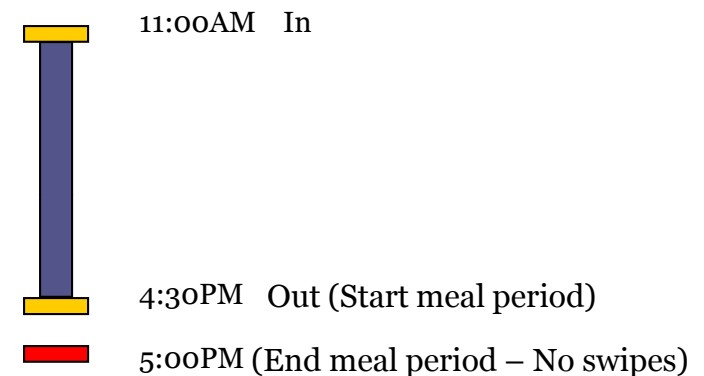 11:00AM In
4:30PM Out (Start meal period)
5:00PM (End meal period – No swipes)